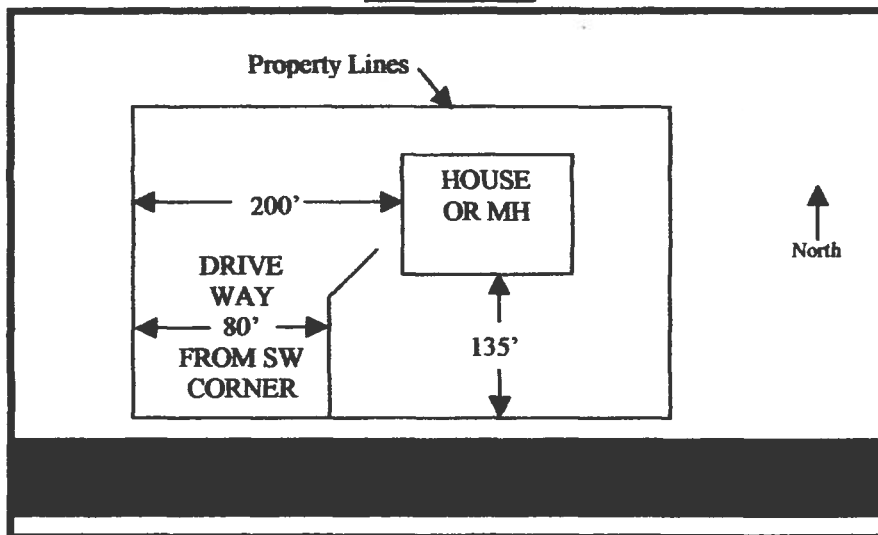 Property Lines
HOUSE
OR MH
200’
North
DRIVE
WAY
80’
FROM SW
CORNER
135’